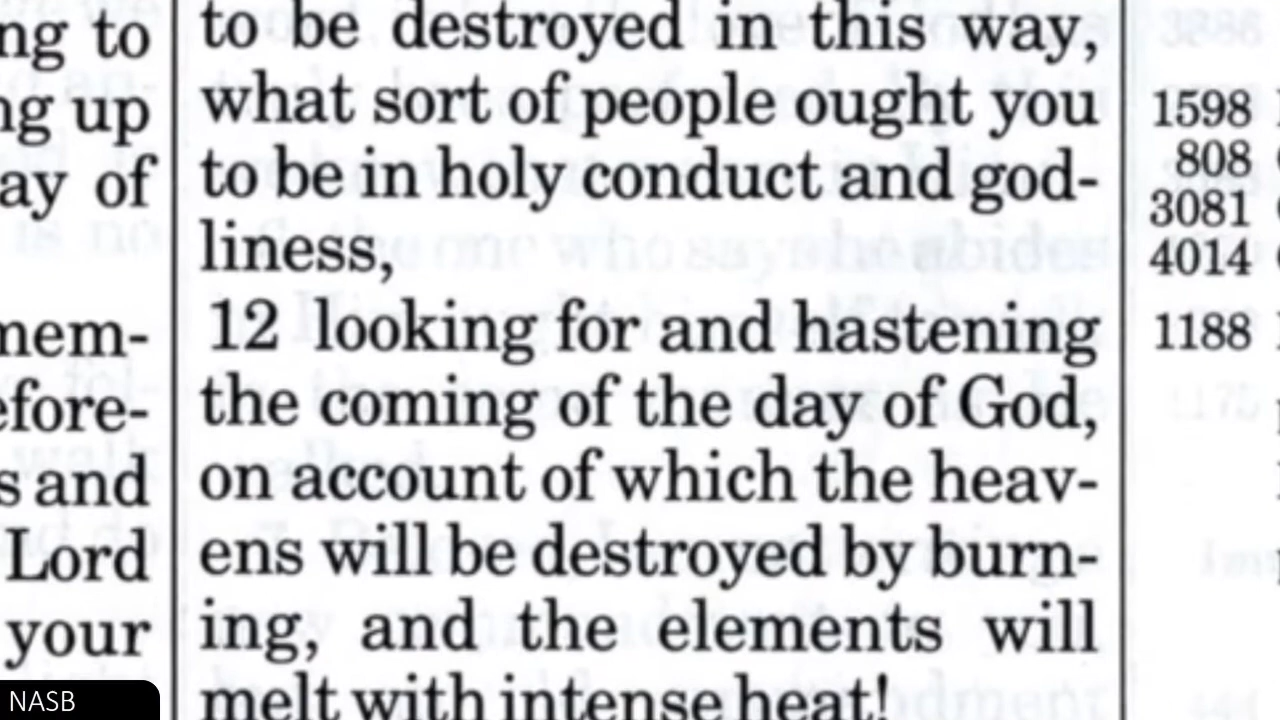 ng to
ng up
ay of
mem-
efore-
s and
Lord
your
to be destroyed in this way,
what sort of people ought you
to be in holy conduct and god-
liness,
12 looking for and hastening
the coming of the day of God,
on account of which the heav-
ens will be destroyed by burn-
ing, and the elements will
melt with intense heat!
1598
808
3081
4014
1188
NASB